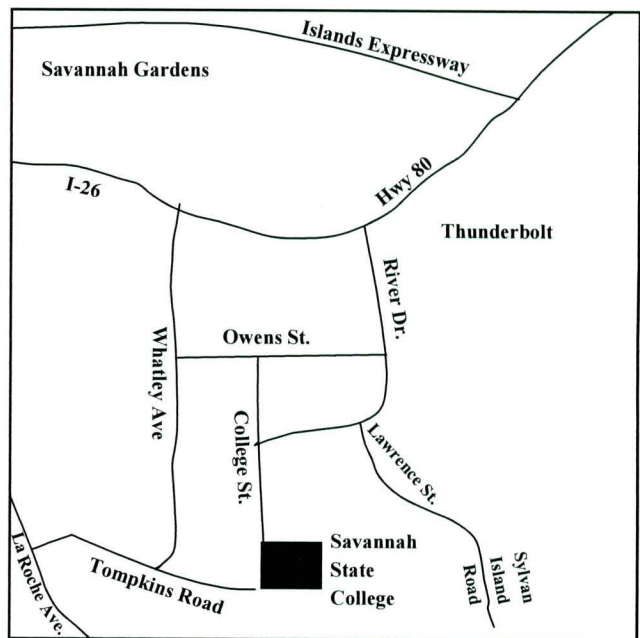 Islands Expressway
Savannah Gardens
I-26
Hwy 80
Thunderbolt
River Dr.
Owens St.
Whatley Ave
College St.
Lawrence St.
La Roche Ave.
Tompkins Road
Savannah
State
College
Sylvan
Island
Road